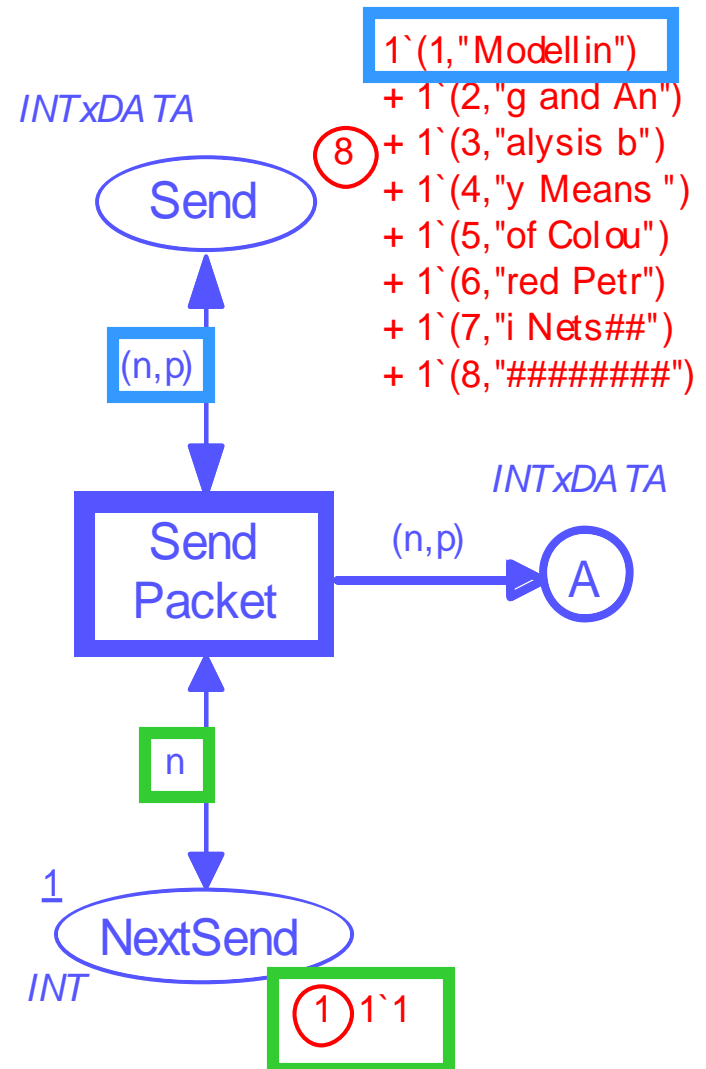 1`(1,"Modellin")
INTxDATA
+ 1`(2,"g and An")
8
+ 1`(3,"alysis b")
Send
+ 1`(4,"y Means ")
+ 1`(5,"of Colou")
+ 1`(6,"red Petr")
+ 1`(7,"i Nets##")
(n,p)
+ 1`(8,"########")
INTxDATA
Send
Packet
(n,p)
A
n
1
NextSend
INT
1 1`1